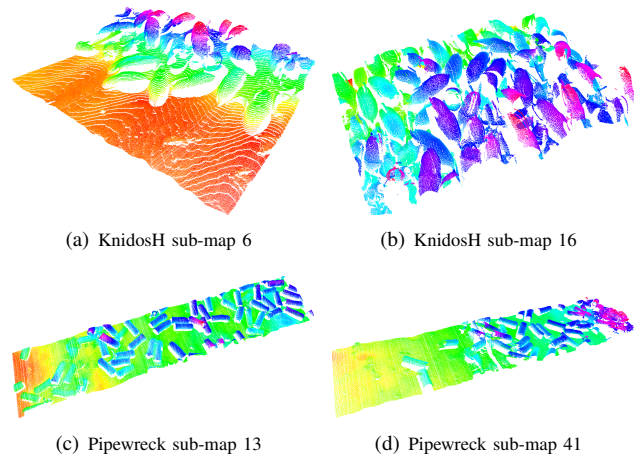 (a) KnidosH sub-map 6
(b) KnidosH sub-map 16
(c) Pipewreck sub-map 13
(d) Pipewreck sub-map 41